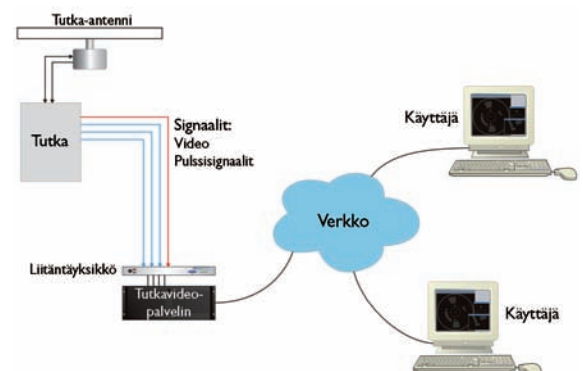 Tutka-antenni
Tutka
Signaalit:
Video
Pulssisignaalit
Käyttäjä
Verkko
Liitäntäyksikkö
Tutkavideo-
palvelin
Käyttäjä